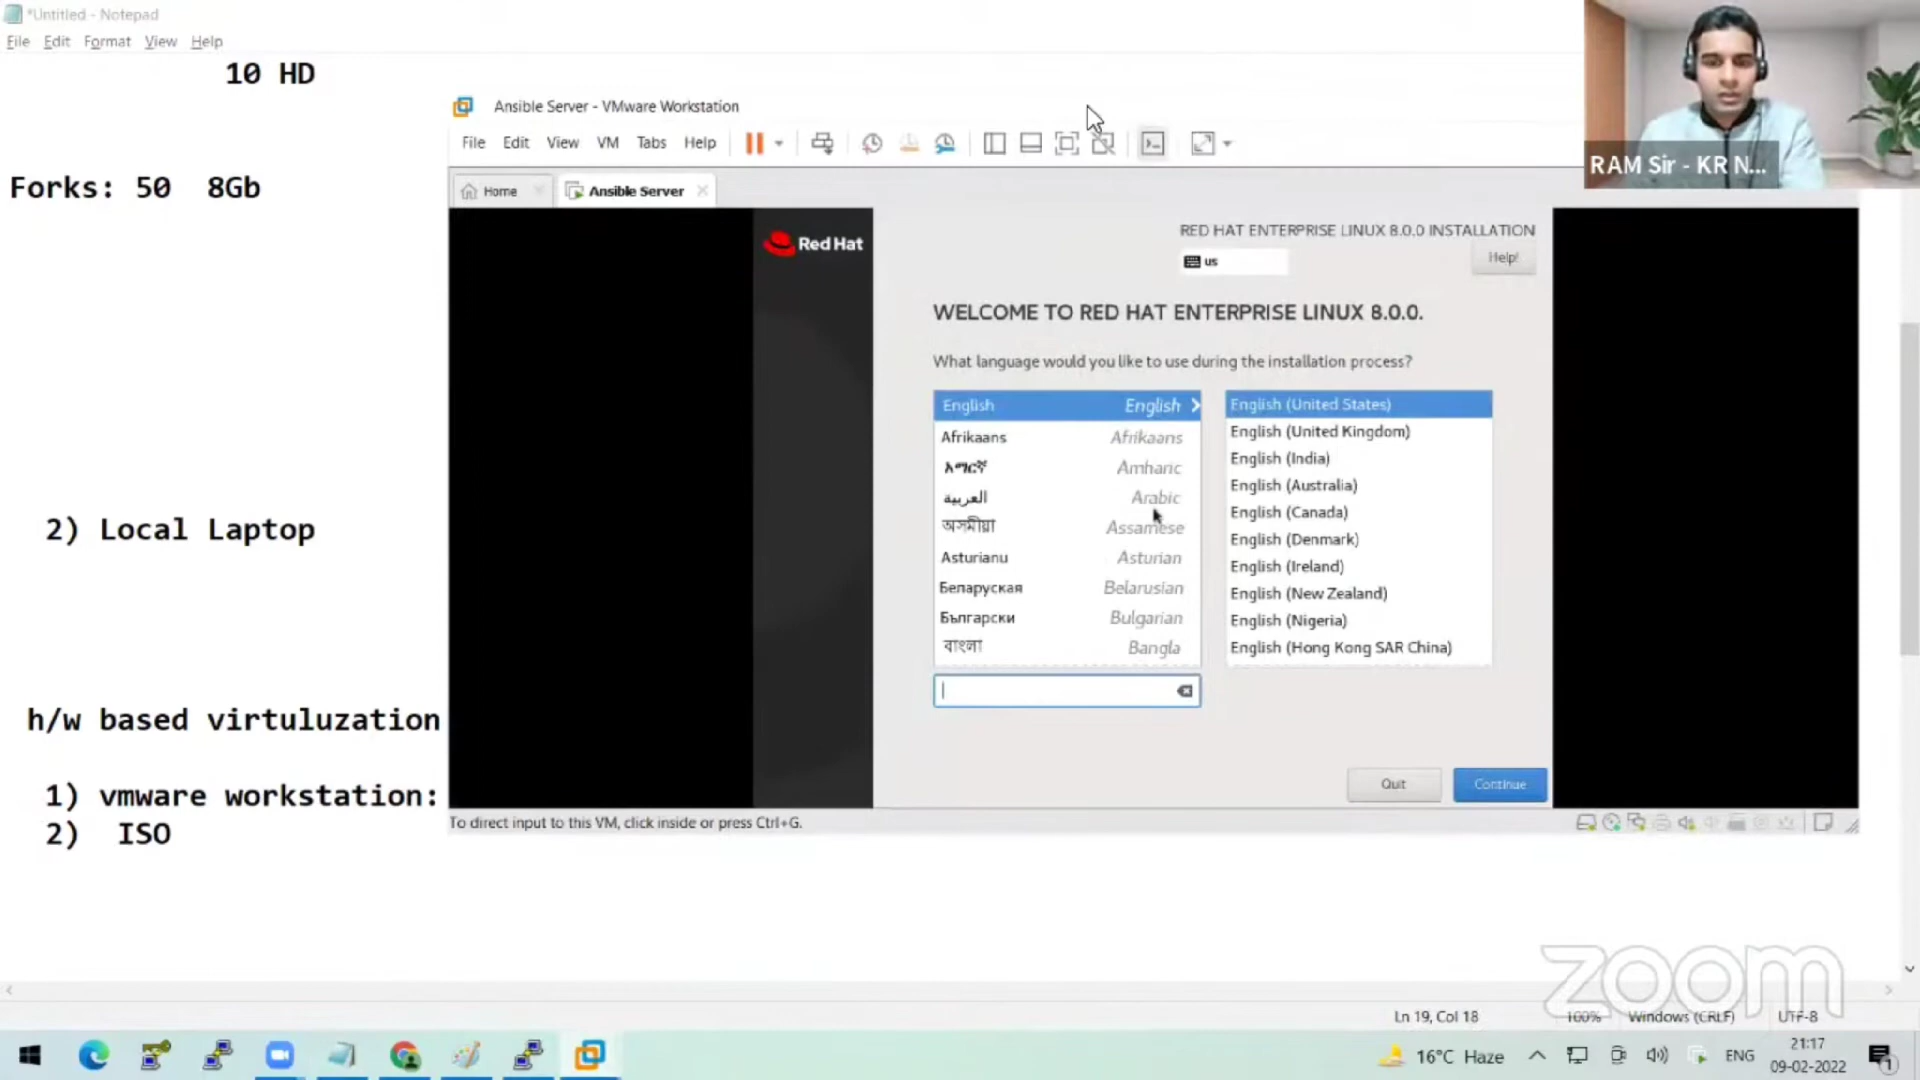 *Untitled - Notepad
File Edit Format View Help
10 HD
Forks: 50 8Gb
2) Local Laptop
h/w based virtuluzation
1) vmware workstation:
2) ISO
Ansible Server - VMware Workstation
File Edit View VM Tabs Help
Home
Ansible Server
Red Hat
RED HAT ENTERPRISE LINUX 8.0.0 INSTALLATION
us
Help!
WELCOME TO RED HAT ENTERPRISE LINUX 8.0.0.
What language would you like to use during the installation process?
English English
Afrikaans Afrikaans
አማርኛ Amharic
العربية Arabic
অসমীয়া Assamese
Asturianu Asturian
Беларуская Belarusian
Български Bulgarian
বাংলা Bangla
English (United States)
English (United Kingdom)
English (India)
English (Australia)
English (Canada)
English (Denmark)
English (Ireland)
English (New Zealand)
English (Nigeria)
English (Hong Kong SAR China)
Quit
Continue
To direct input to this VM, click inside or press Ctrl+G.
RAM Sir - KR N...
zoom
Ln 19, Col 18 100% Windows (CRLF) UTF-8
16°C Haze
ENG
21:17
09-02-2022
1